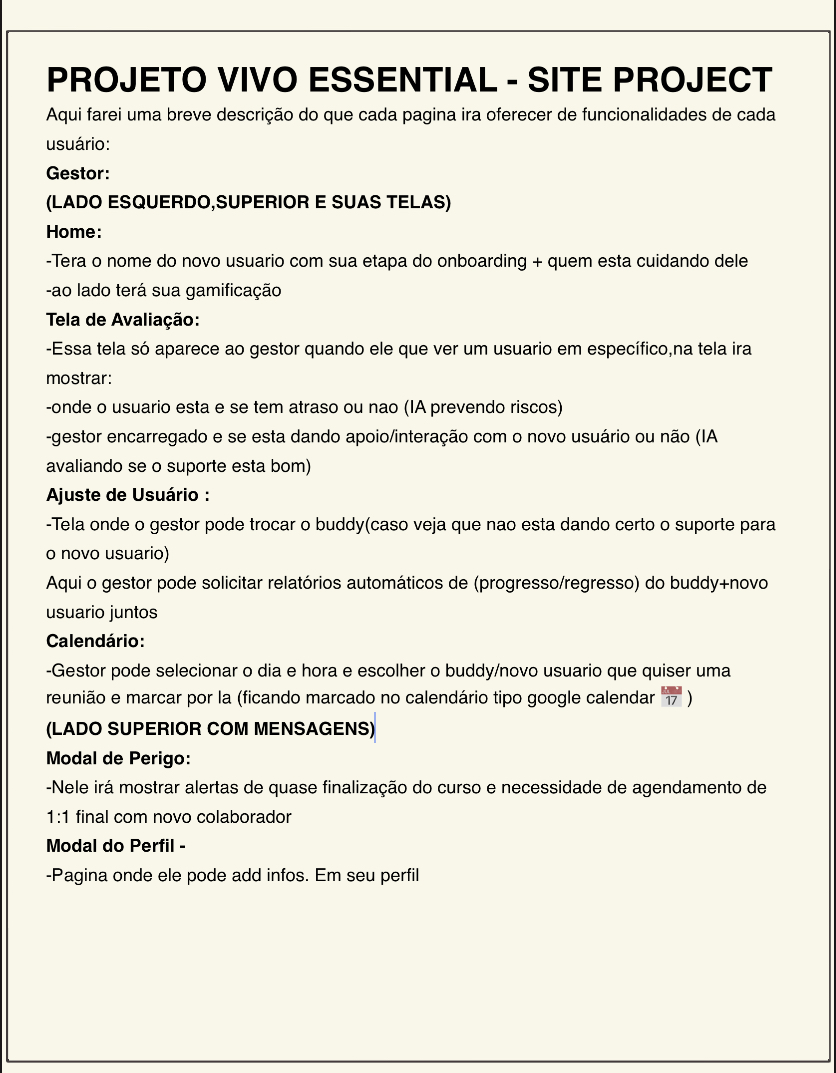 PROJETO VIVO ESSENTIAL - SITE PROJECT
Aqui farei uma breve descrição do que cada pagina ira oferecer de funcionalidades de cada
usuário:
Gestor:
(LADO ESQUERDO,SUPERIOR E SUAS TELAS)
Home:
-Tera o nome do novo usuario com sua etapa do onboarding + quem esta cuidando dele
-ao lado terá sua gamificação
Tela de Avaliação:
-Essa tela só aparece ao gestor quando ele que ver um usuario em específico,na tela ira
mostrar:
-onde o usuario esta e se tem atraso ou nao (IA prevendo riscos)
-gestor encarregado e se esta dando apoio/interação com o novo usuário ou não (IA
avaliando se o suporte esta bom)
Ajuste de Usuário :
-Tela onde o gestor pode trocar o buddy(caso veja que nao esta dando certo o suporte para
o novo usuario)
Aqui o gestor pode solicitar relatórios automáticos de (progresso/regresso) do buddy+novo
usuario juntos
Calendário:
-Gestor pode selecionar o dia e hora e escolher o buddy/novo usuario que quiser uma
reunião e marcar por la (ficando marcado no calendário tipo google calendar 📅 )
(LADO SUPERIOR COM MENSAGENS)
Modal de Perigo:
-Nele irá mostrar alertas de quase finalização do curso e necessidade de agendamento de
1:1 final com novo colaborador
Modal do Perfil -
-Pagina onde ele pode add infos. Em seu perfil